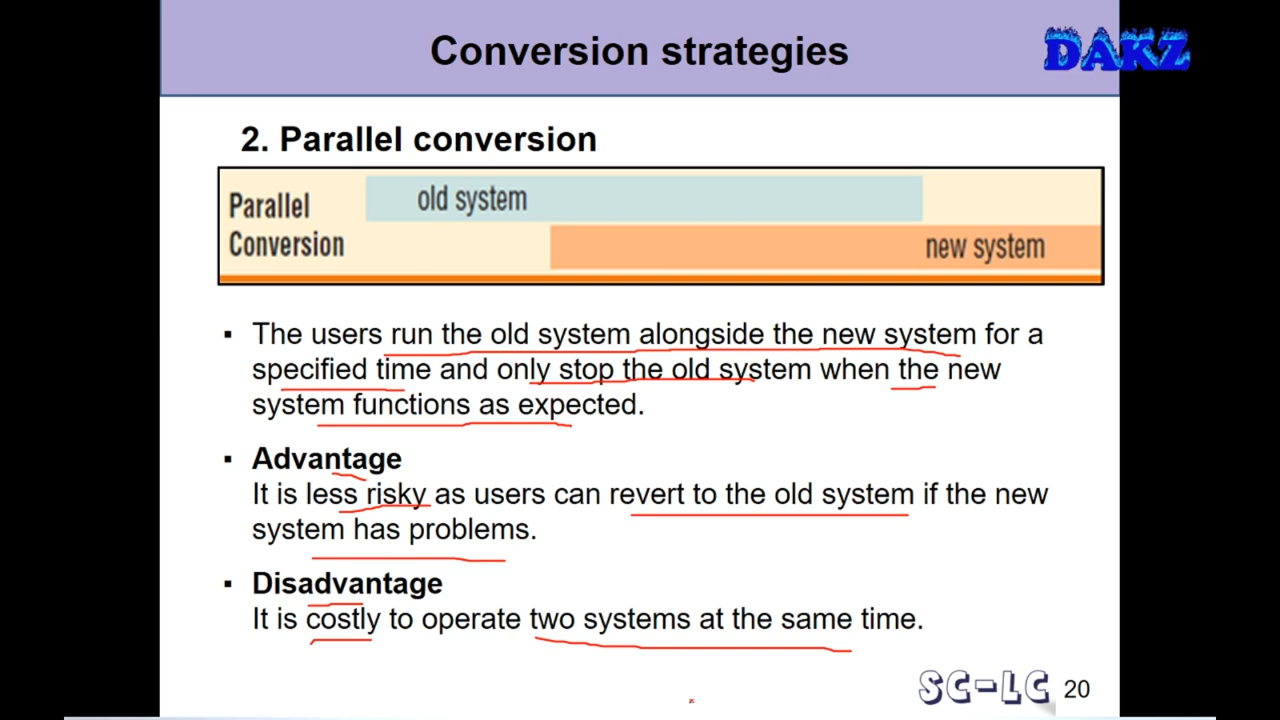 Conversion strategies
DAKZ
2. Parallel conversion
Parallel
Conversion
old system
new system
▪ The users run the old system alongside the new system for a
specified time and only stop the old system when the new
system functions as expected.
▪ Advantage
It is less risky as users can revert to the old system if the new
system has problems.
▪ Disadvantage
It is costly to operate two systems at the same time.
SC-LC
20